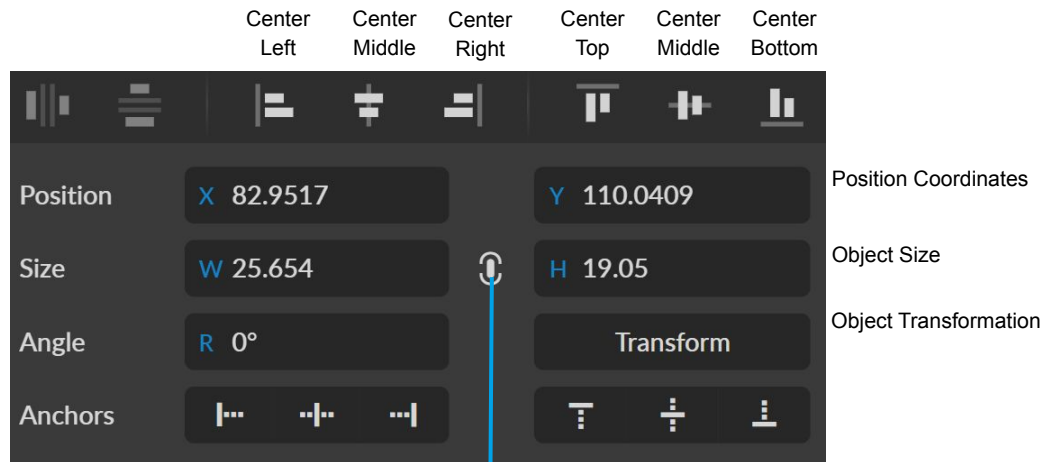 Center Center Center Center Center Center
Left Middle Right Top Middle Bottom
Position X 82.9517 Y 110.0409 Position Coordinates
Size W 25.654 H 19.05 Object Size
Angle R 0° Transform Object Transformation
Anchors